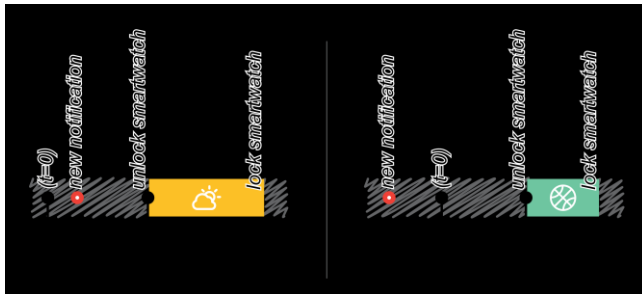 (t=0)
new notification
unlock smartwatch
lock smartwatch
new notification
(t=0)
unlock smartwatch
lock smartwatch